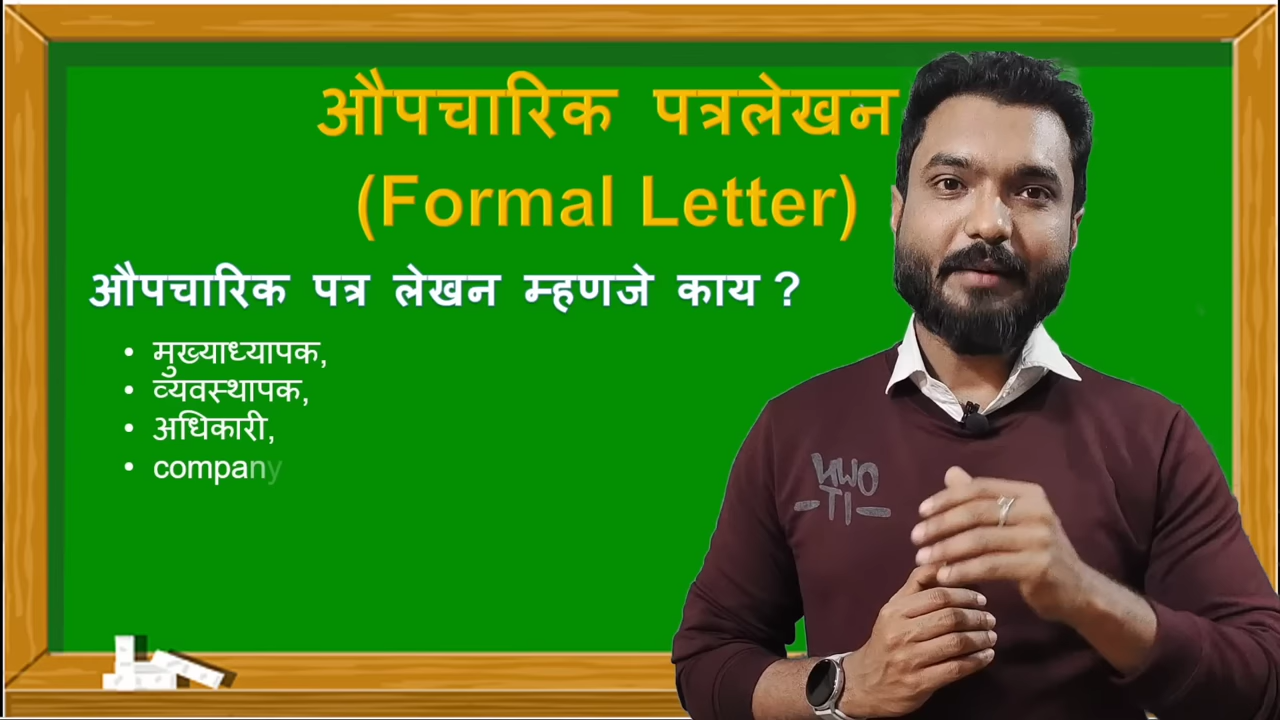 औपचारिक पत्रलेखन
(Formal Letter)
औपचारिक पत्र लेखन म्हणजे काय ?
• मुख्याध्यापक,
• व्यवस्थापक,
• अधिकारी,
• company